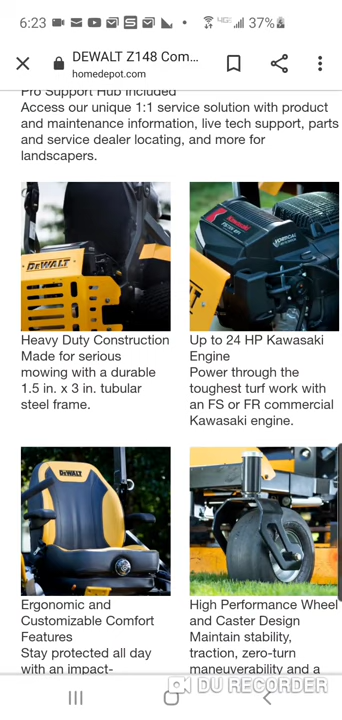 6:23
S
4G
37%
DEWALT Z148 Com...
homedepot.com
Pro Support Hub Included
Access our unique 1:1 service solution with product
and maintenance information, live tech support, parts
and service dealer locating, and more for
landscapers.
DEWALT
Kawasaki
Heavy Duty Construction
Made for serious
mowing with a durable
1.5 in. x 3 in. tubular
steel frame.
Up to 24 HP Kawasaki
Engine
Power through the
toughest turf work with
an FS or FR commercial
Kawasaki engine.
DEWALT
Ergonomic and
Customizable Comfort
Features
Stay protected all day
with an impact-
High Performance Wheel
and Caster Design
Maintain stability,
traction, zero-turn
maneuverability and a
DU RECORDER